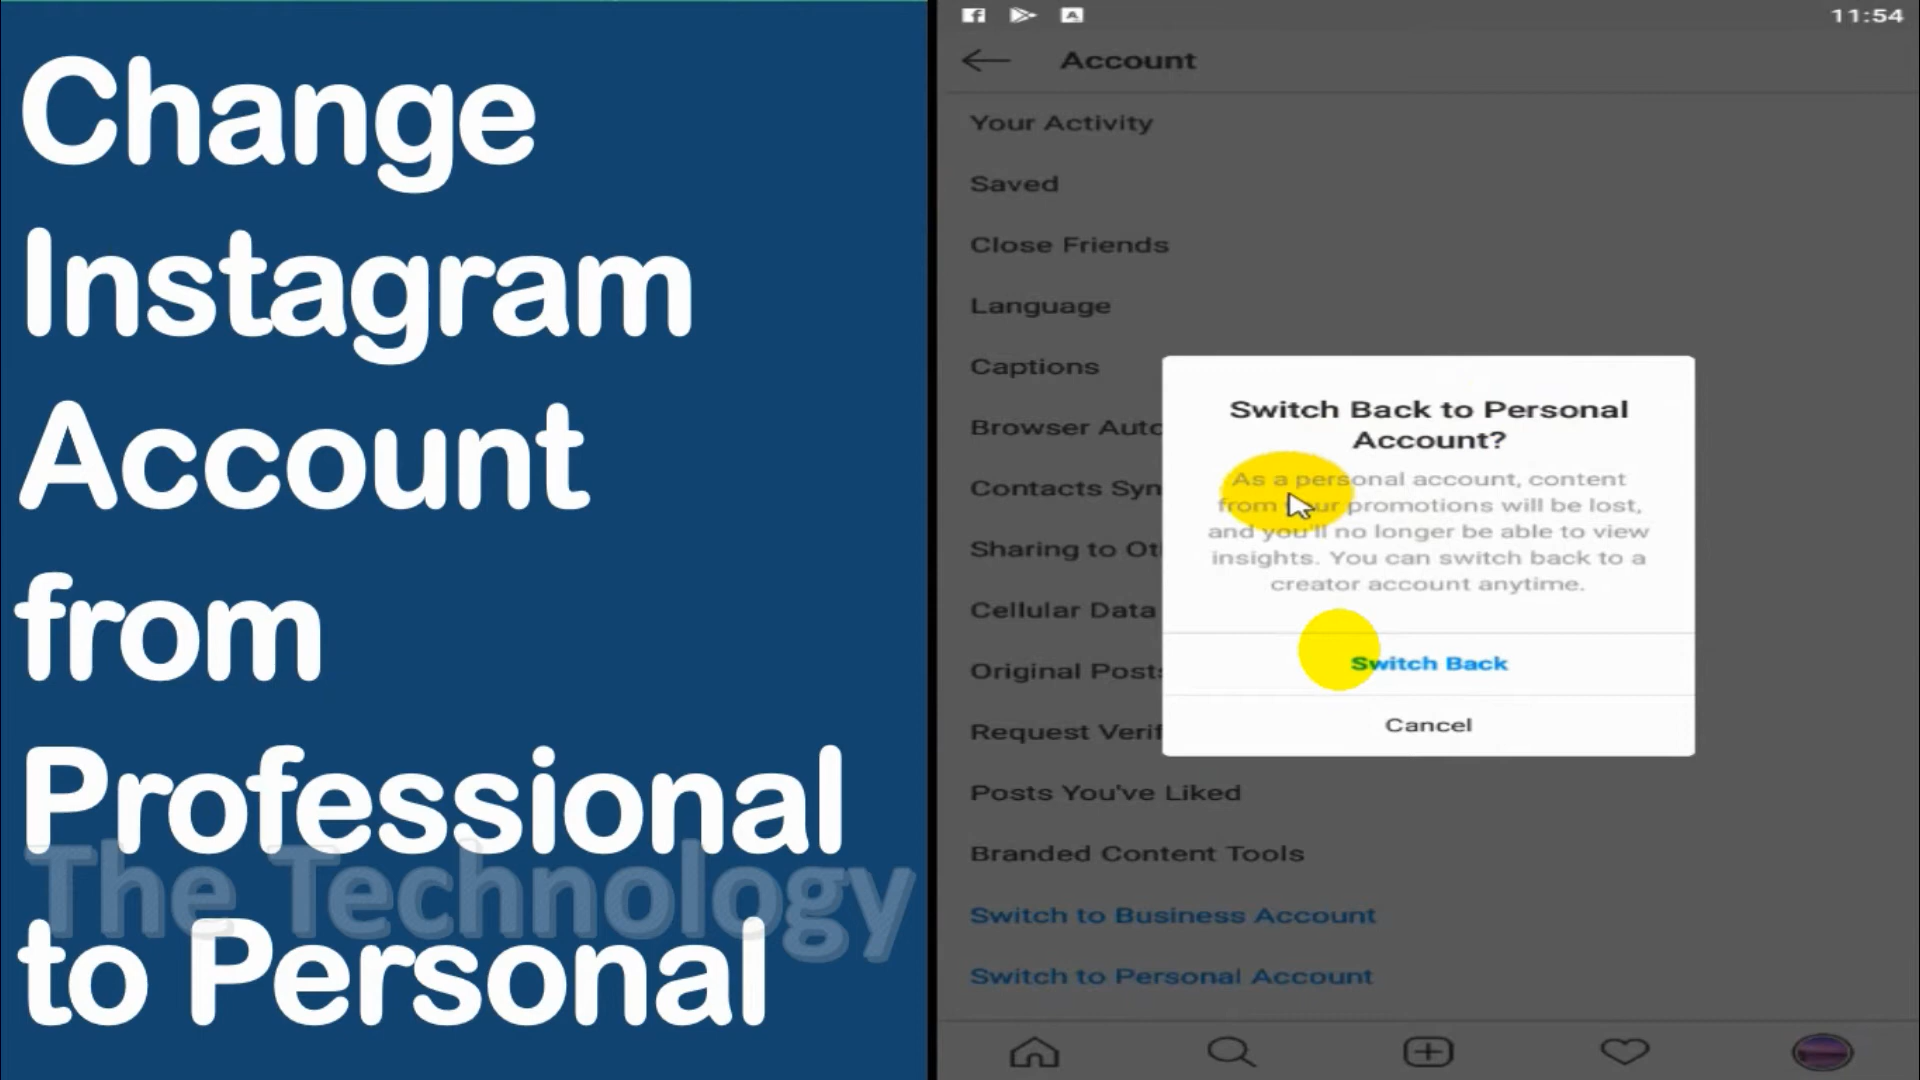 Change
Instagram
Account
from
Professional
The Technology
to Personal
11:54
Account
Your Activity
Saved
Close Friends
Language
Captions
Browser Auto
Contacts Syn
Sharing to Ot
Cellular Data
Original Posts
Request Verif
Posts You've Liked
Branded Content Tools
Switch to Business Account
Switch to Personal Account
Switch Back to Personal
Account?
As a personal account, content
from your promotions will be lost,
and you'll no longer be able to view
insights. You can switch back to a
creator account anytime.
Switch Back
Cancel